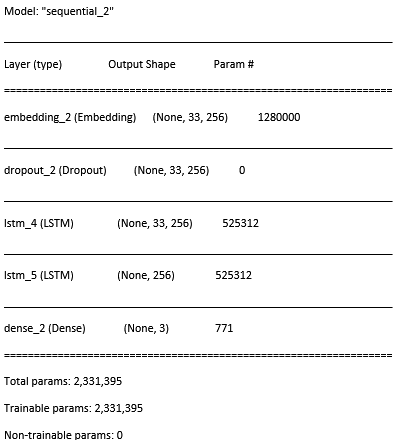 Model: "sequential_2"
_________________________________________________________________
Layer (type) Output Shape Param #
=================================================================
embedding_2 (Embedding) (None, 33, 256) 1280000
_________________________________________________________________
dropout_2 (Dropout) (None, 33, 256) 0
_________________________________________________________________
lstm_4 (LSTM) (None, 33, 256) 525312
_________________________________________________________________
lstm_5 (LSTM) (None, 256) 525312
_________________________________________________________________
dense_2 (Dense) (None, 3) 771
=================================================================
Total params: 2,331,395
Trainable params: 2,331,395
Non-trainable params: 0